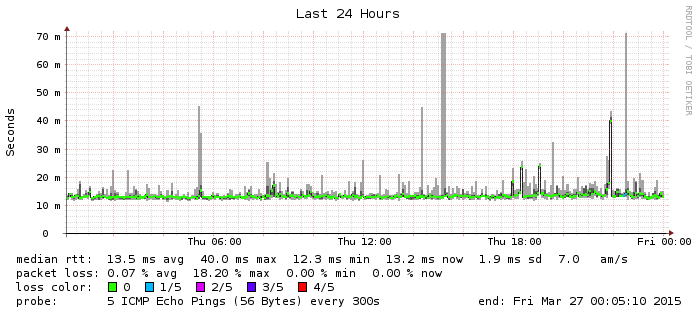 Last 24 Hours
RRDTOOL / TOBI OETIKER
70 m
60 m
50 m
40 m
30 m
20 m
10 m
0
Seconds
Thu 06:00 Thu 12:00 Thu 18:00 Fri 00:00
median rtt: 13.5 ms avg 40.0 ms max 12.3 ms min 13.2 ms now 1.9 ms sd 7.0 am/s
packet loss: 0.07 % avg 18.20 % max 0.00 % min 0.00 % now
loss color: 0 1/5 2/5 3/5 4/5
probe: 5 ICMP Echo Pings (56 Bytes) every 300s end: Fri Mar 27 00:05:10 2015